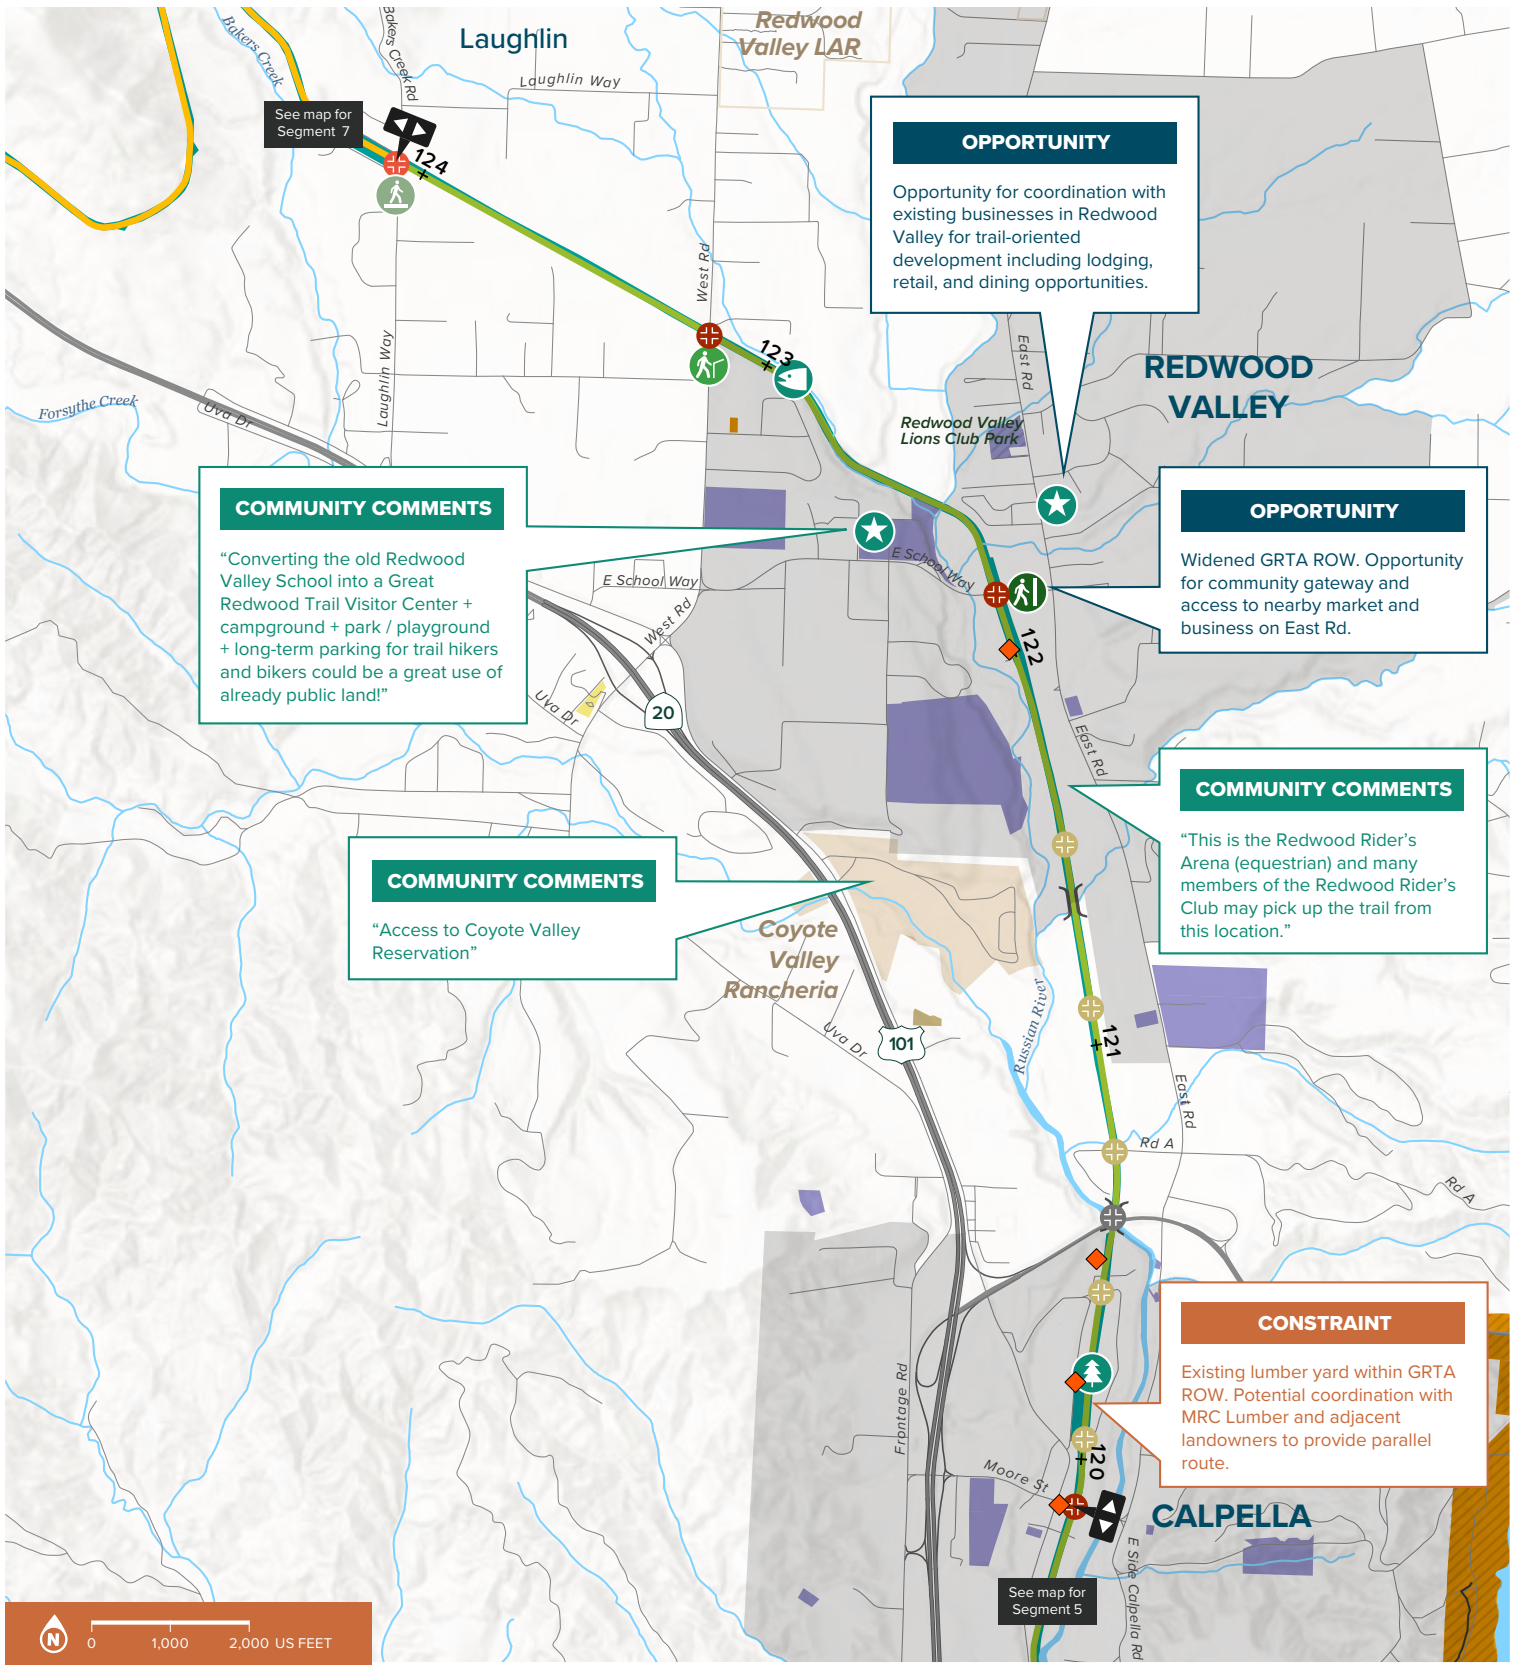 Redwood
Valley LAR
Laughlin
Bakers Creek
Bakers Creek Rd
Laughlin Way
See map for
Segment 7
124
OPPORTUNITY
Opportunity for coordination with
existing businesses in Redwood
Valley for trail-oriented
development including lodging,
retail, and dining opportunities.
West Rd
123
Laughlin Way
East Rd
REDWOOD
VALLEY
Forsythe Creek
Uva Dr
Redwood Valley
Lions Club Park
COMMUNITY COMMENTS
“Converting the old Redwood
Valley School into a Great
Redwood Trail Visitor Center +
campground + park / playground
+ long-term parking for trail hikers
and bikers could be a great use of
already public land!”
OPPORTUNITY
Widened GRTA ROW. Opportunity
for community gateway and
access to nearby market and
business on East Rd.
E School Way
E School Way
West Rd
122
Uva Dr
20
East Rd
COMMUNITY COMMENTS
“This is the Redwood Rider’s
Arena (equestrian) and many
members of the Redwood Rider’s
Club may pick up the trail from
this location.”
COMMUNITY COMMENTS
“Access to Coyote Valley
Reservation”
Coyote
Valley
Rancheria
Uva Dr
101
Russian River
121
East Rd
Rd A
Rd A
CONSTRAINT
Existing lumber yard within GRTA
ROW. Potential coordination with
MRC Lumber and adjacent
landowners to provide parallel
route.
Frontage Rd
120
Moore St
CALPELLA
E Side Calpella Rd
See map for
Segment 5
N
0 1,000 2,000 US FEET